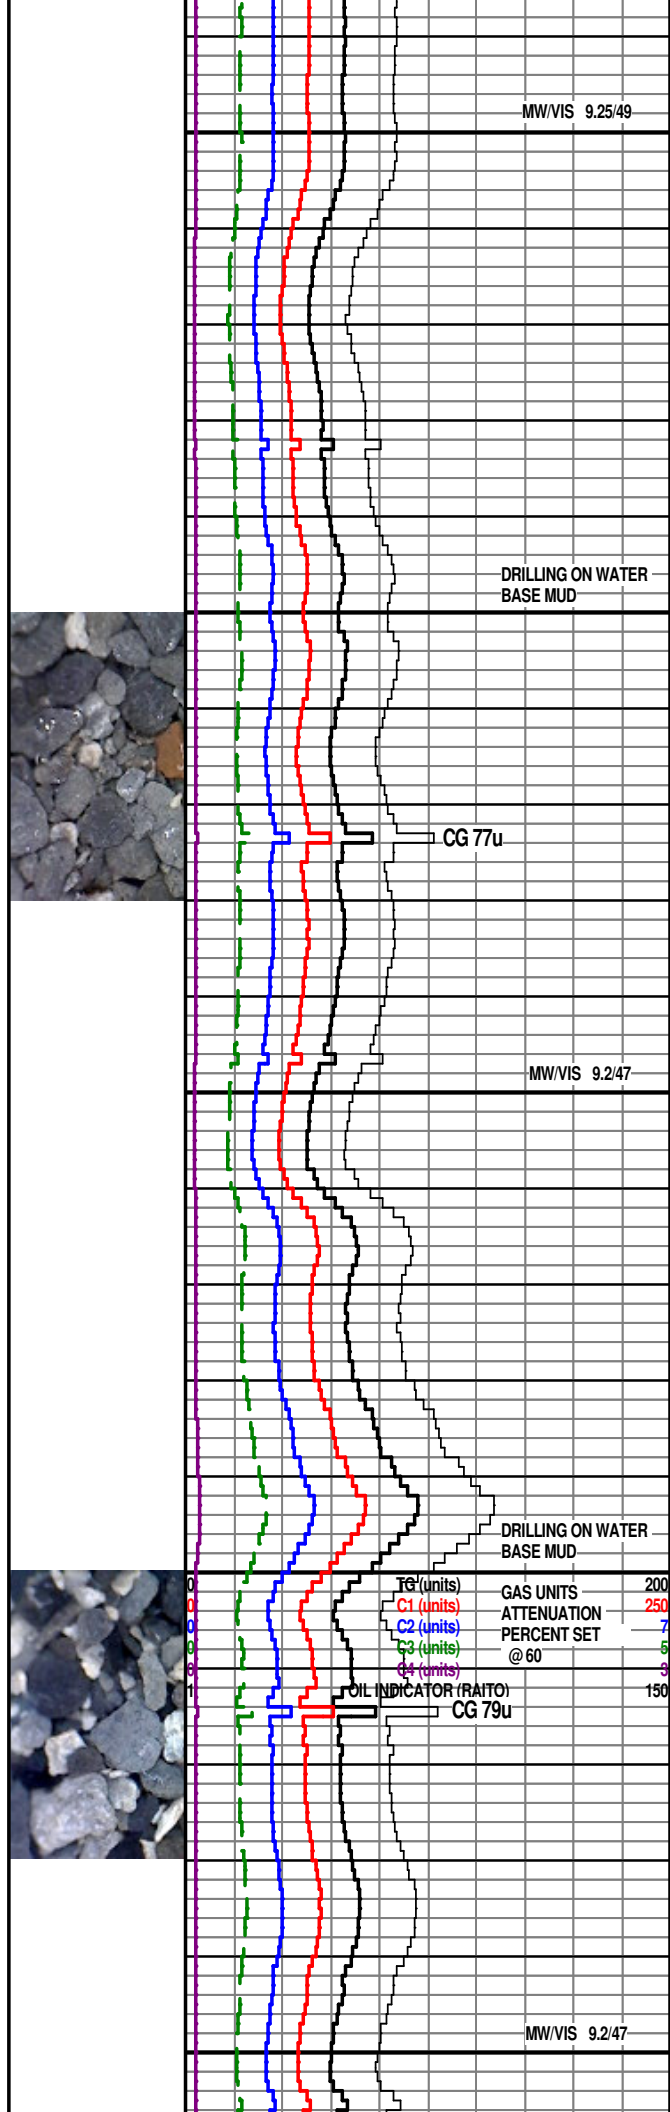 MW/VIS 9.25/49
DRILLING ON WATER
BASE MUD
CG 77u
MW/VIS 9.2/47
DRILLING ON WATER
BASE MUD
0 TG (units) 200
0 C1 (units) 250
0 C2 (units) 7
0 C3 (units) 5
C4 (units) 3
1 OIL INDICATOR (RAITO) 150
GAS UNITS
ATTENUATION
PERCENT SET
@ 60
CG 79u
MW/VIS 9.2/47